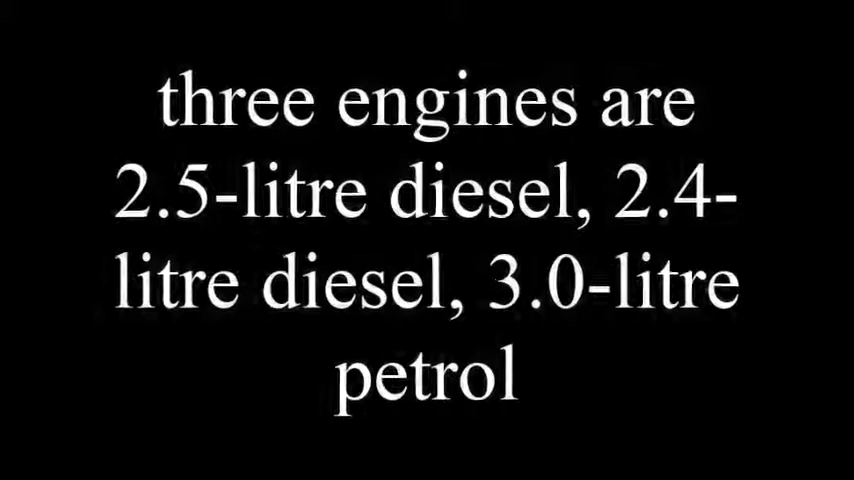 three engines are
2.5-litre diesel, 2.4-
litre diesel, 3.0-litre
petrol